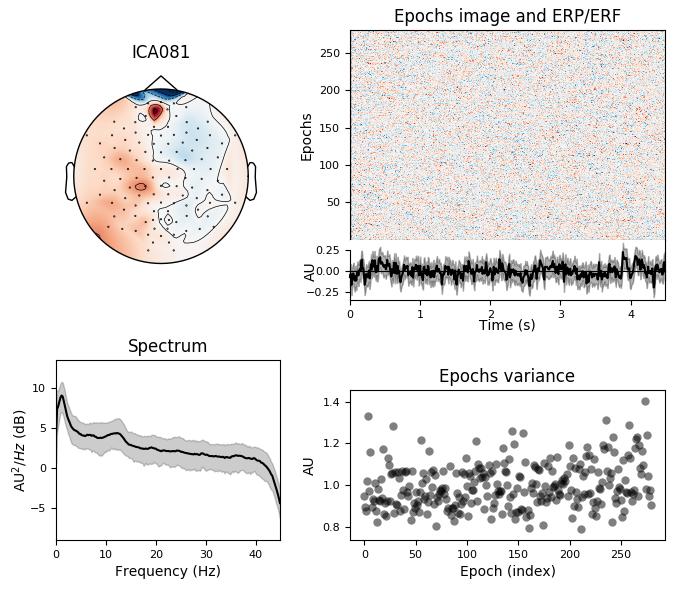 ICA081
Epochs image and ERP/ERF
Epochs
250
200
150
100
50
AU
0.25
0.00
−0.25
0 1 2 3 4
Time (s)
Spectrum
AU²/Hz (dB)
10
5
0
−5
0 10 20 30 40
Frequency (Hz)
Epochs variance
AU
1.4
1.2
1.0
0.8
0 50 100 150 200 250
Epoch (index)